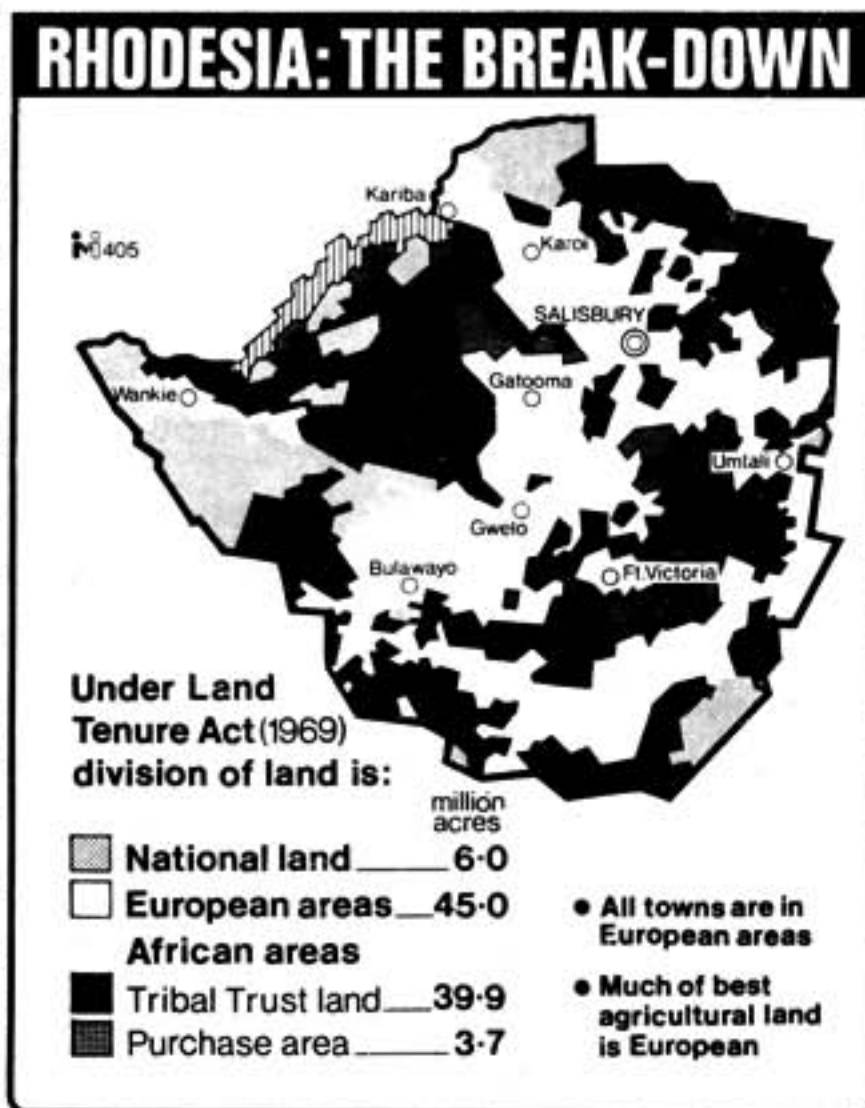 RHODESIA: THE BREAK-DOWN
Kariba
405
Karoi
SALISBURY
Wankie
Gatooma
Umtali
Gwelo
Bulawayo
Ft.Victoria
Under Land
Tenure Act (1969)
division of land is:
million
acres
National land 6·0
European areas 45·0
African areas
Tribal Trust land 39·9
Purchase area 3·7
• All towns are in
European areas
• Much of best
agricultural land
is European